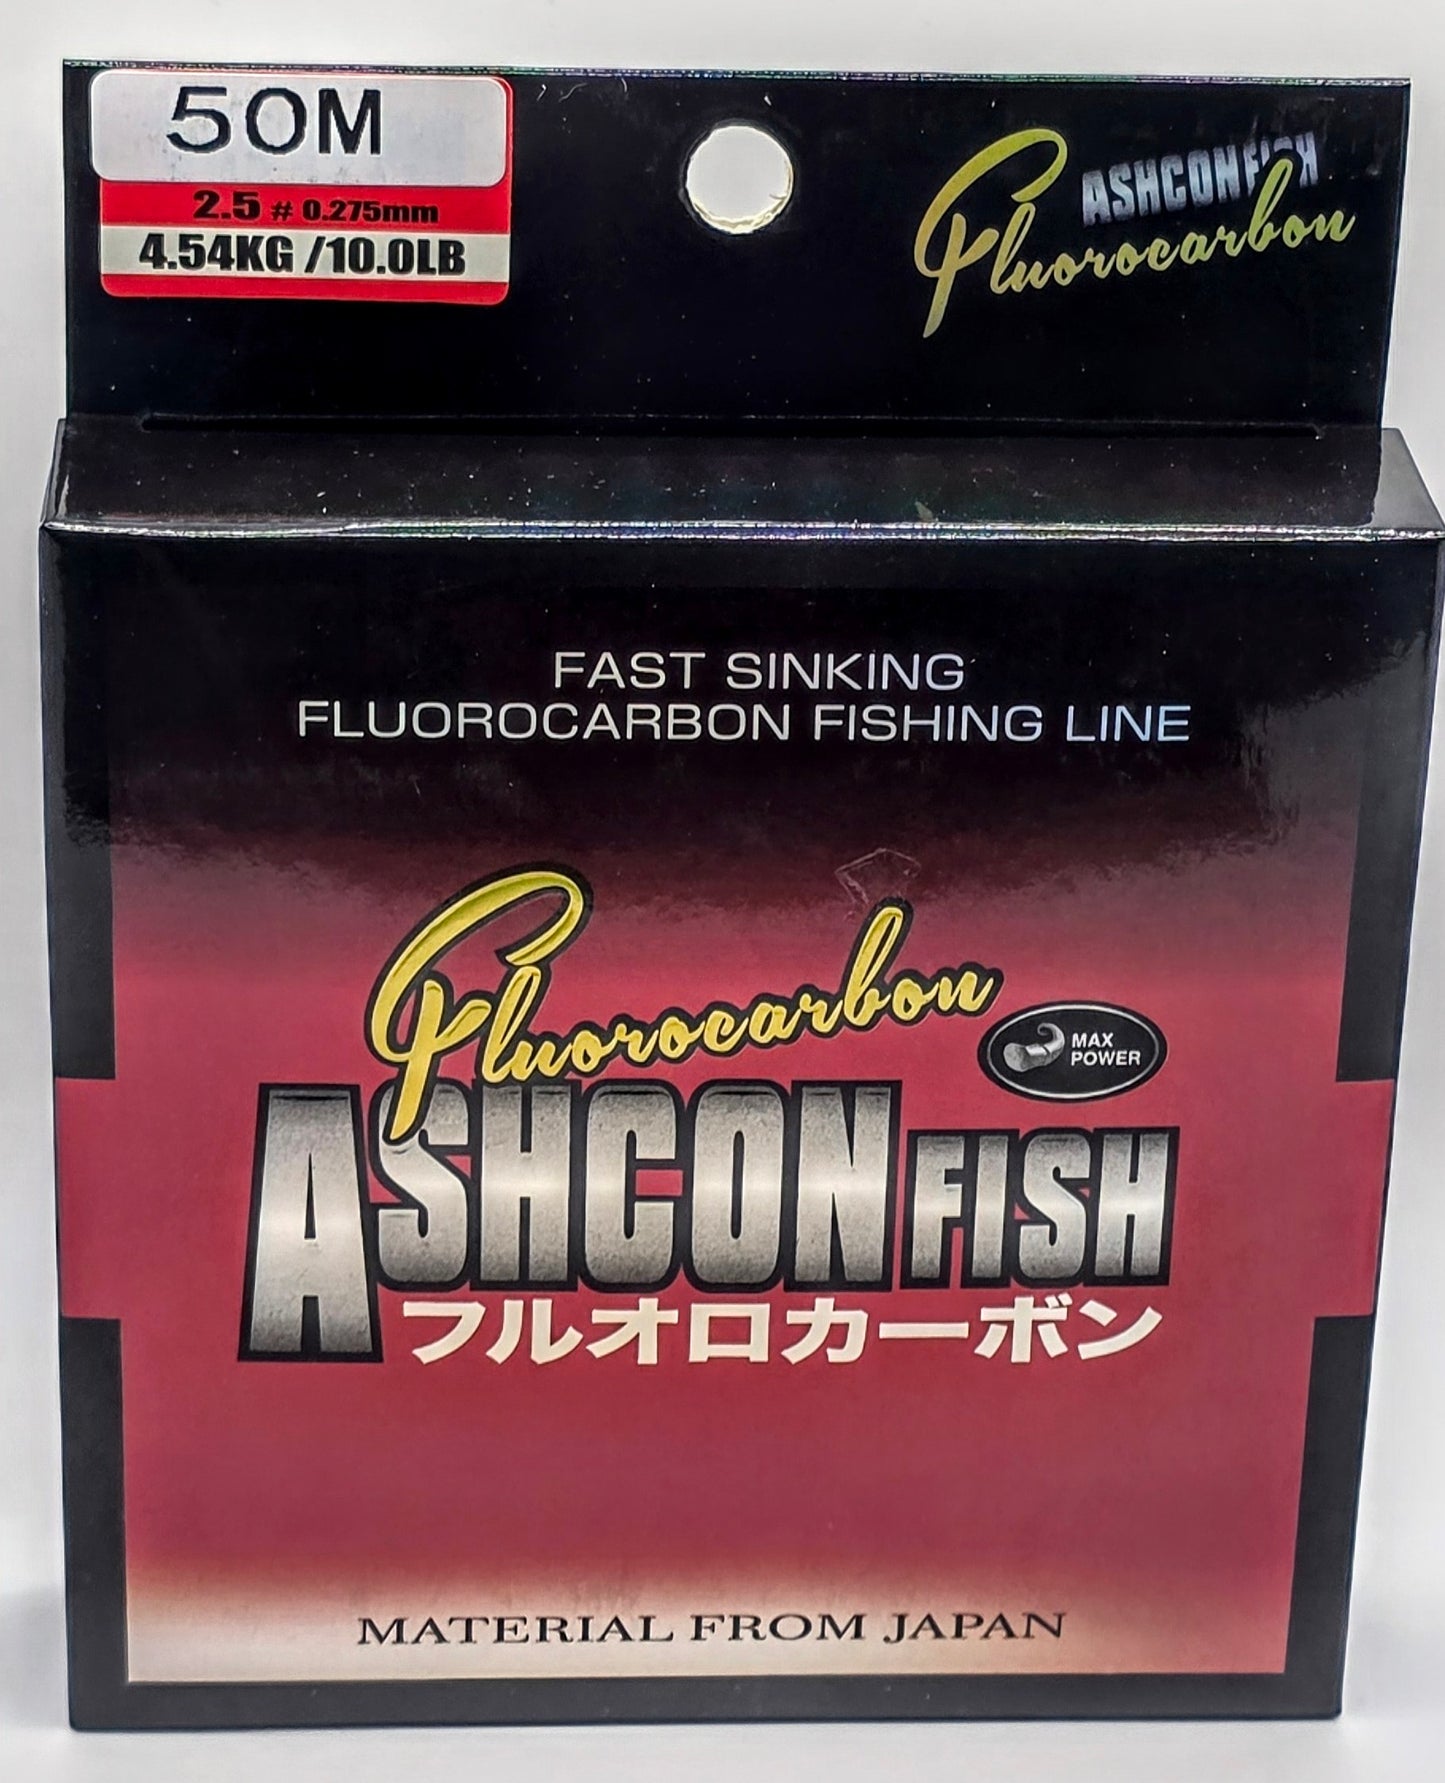 50M
2.5 # 0.275mm
4.54KG /10.0LB
ASHCONFISH
Fluorocarbon
FAST SINKING
FLUOROCARBON FISHING LINE
Fluorocarbon
MAX
POWER
ASHCONFISH
フルオロカーボン
MATERIAL FROM JAPAN